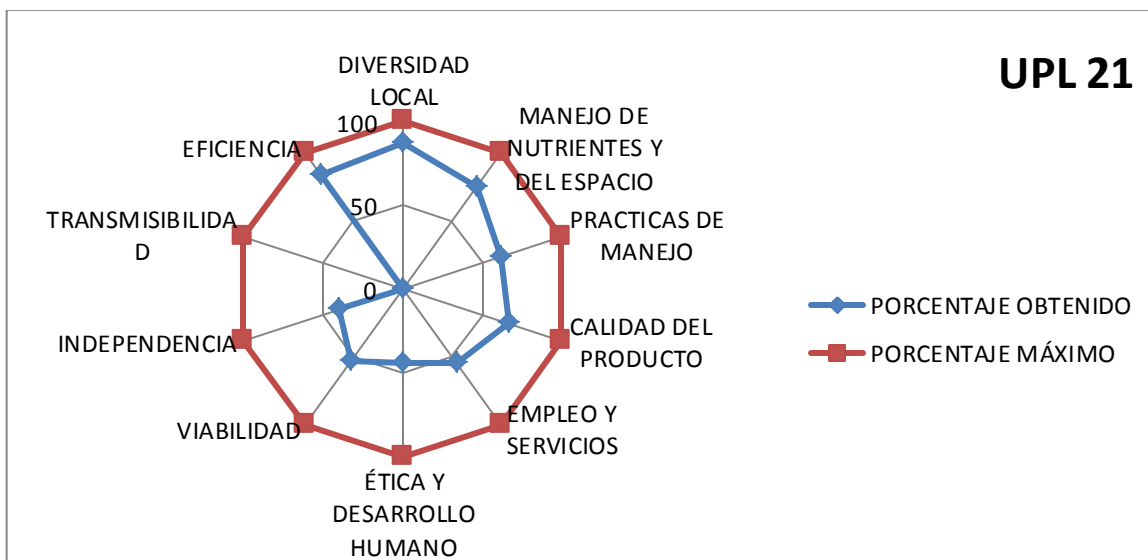 UPL 21
DIVERSIDAD
LOCAL
MANEJO DE
NUTRIENTES Y
DEL ESPACIO
PRACTICAS DE
MANEJO
CALIDAD DEL
PRODUCTO
EMPLEO Y
SERVICIOS
ÉTICA Y
DESARROLLO
HUMANO
VIABILIDAD
INDEPENDENCIA
TRANSMISIBILIDA
D
EFICIENCIA
100
50
0
PORCENTAJE OBTENIDO
PORCENTAJE MÁXIMO